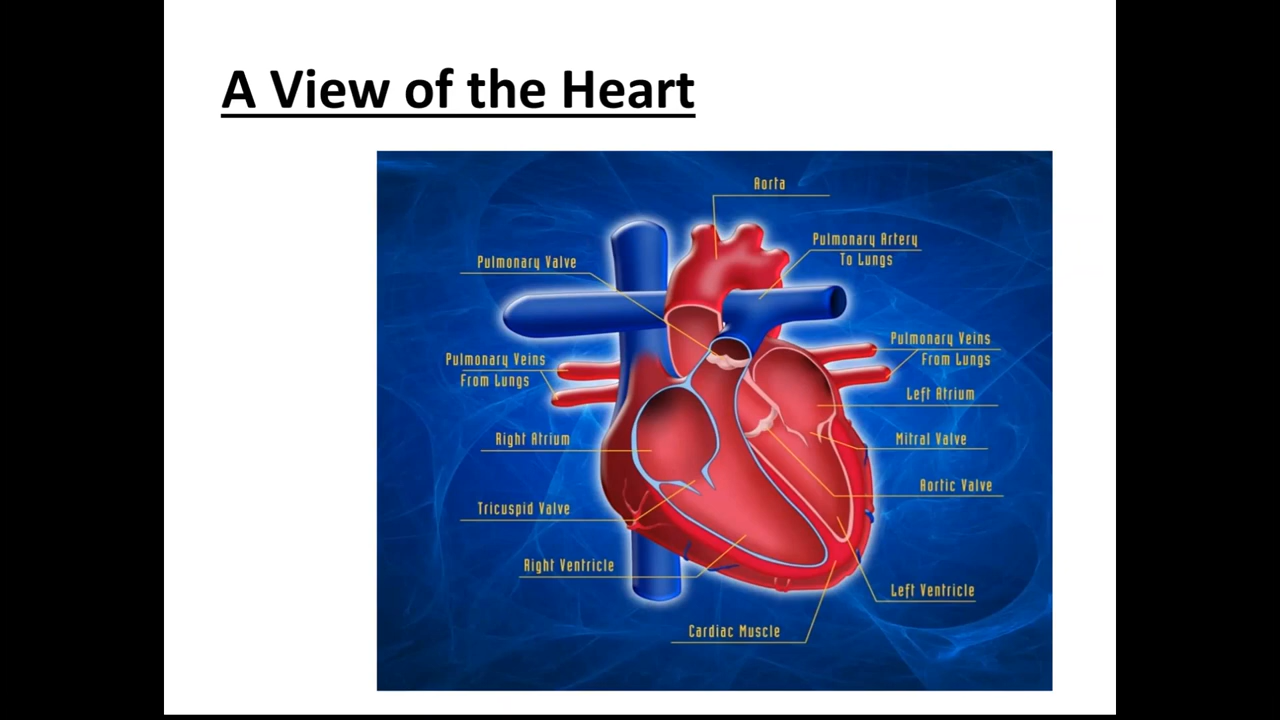 A View of the Heart
Aorta
Pulmonary Artery
To Lungs
Pulmonary Valve
Pulmonary Veins
From Lungs
Pulmonary Veins
From Lungs
Left Atrium
Right Atrium
Mitral Valve
Aortic Valve
Tricuspid Valve
Right Ventricle
Left Ventricle
Cardiac Muscle